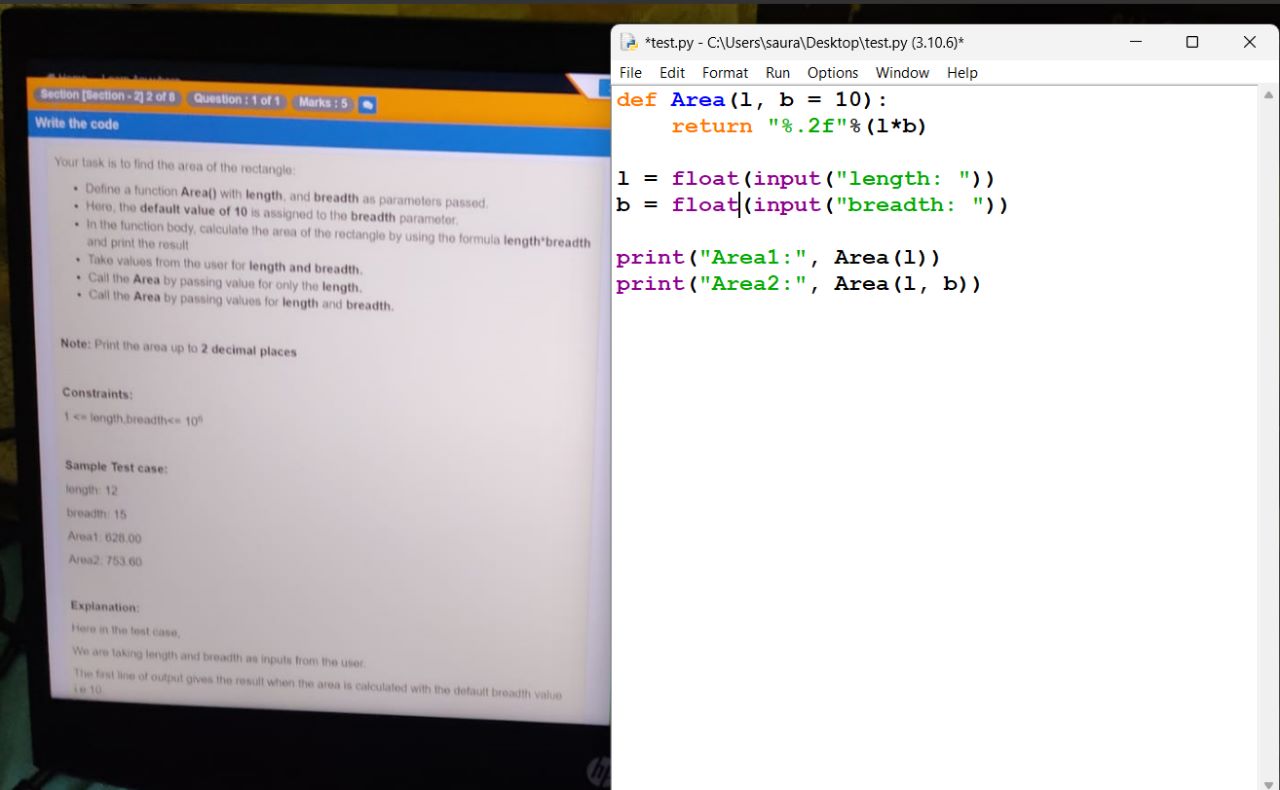 Section [Section - 2] 2 of 8 Question : 1 of 1 Marks : 5
Write the code
Your task is to find the area of the rectangle:
• Define a function Area() with length, and breadth as parameters passed.
• Here, the default value of 10 is assigned to the breadth parameter.
• In the function body, calculate the area of the rectangle by using the formula length*breadth
and print the result
• Take values from the user for length and breadth.
• Call the Area by passing value for only the length.
• Call the Area by passing values for length and breadth.
Note: Print the area up to 2 decimal places
Constraints:
1 <= length,breadth<=
Sample Test case:
length: 12
breadth: 15
Area1: 628.00
Area2: 753.60
Explanation:
Here in the test case,
We are taking length and breadth as inputs from the user.
The first line of output gives the result when the area is calculated with the default breadth value
i.e 10.
hp
*test.py - C:\Users\saura\Desktop\test.py (3.10.6)*
File Edit Format Run Options Window Help
def Area(l, b = 10):
    return "%.2f"%(l*b)
l = float(input("length: "))
b = float(input("breadth: "))
print("Area1:", Area(l))
print("Area2:", Area(l, b))